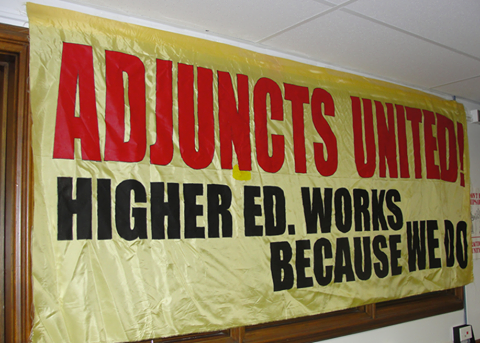 ADJUNCTS UNITED!
HIGHER ED. WORKS
BECAUSE WE DO